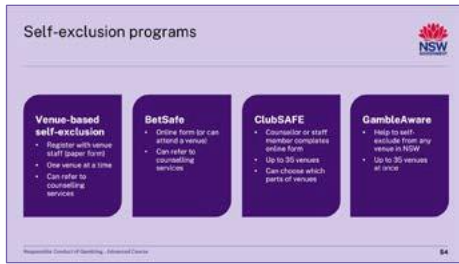 Self-exclusion programs
NSW
GOVERNMENT
Venue-based
self-exclusion
• Register with venue
staff (paper form)
• One venue at a time
• Can refer to
counselling
services
BetSafe
• Online form (or can
attend a venue)
• Can refer to
counselling
services
ClubSAFE
• Counsellor or staff
member completes
online form
• Up to 35 venues
• Can choose which
parts of venues
GambleAware
• Help to self-
exclude from any
venue in NSW
• Up to 35 venues
at once
Responsible Conduct of Gambling - Advanced Course
54